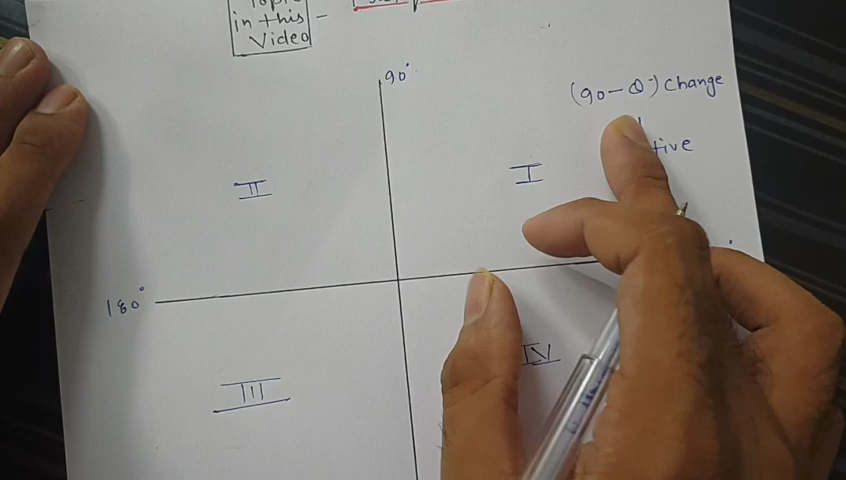 in this
Video
90°
(90-θ°) Change
tive
II
I
180°
IV
III